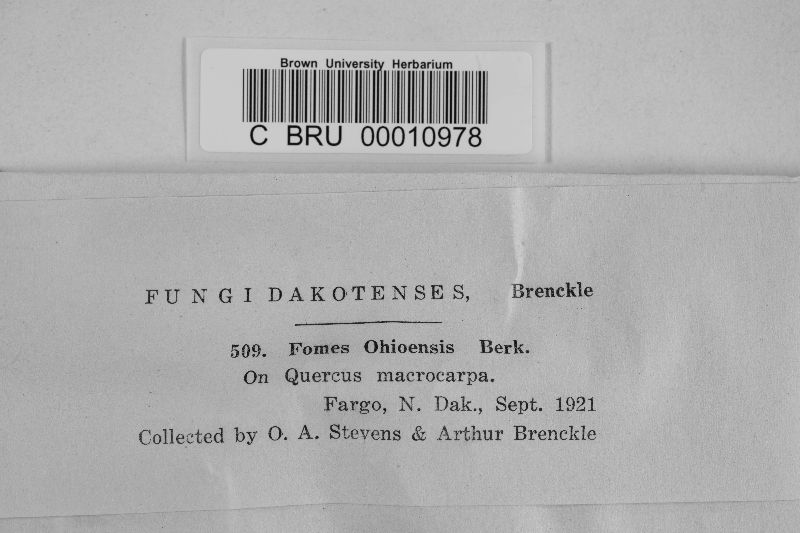 Brown University Herbarium
C BRU 00010978
FUNGI DAKOTENSES, Brenckle
509. Fomes Ohioensis Berk.
On Quercus macrocarpa.
Fargo, N. Dak., Sept. 1921
Collected by O. A. Stevens & Arthur Brenckle